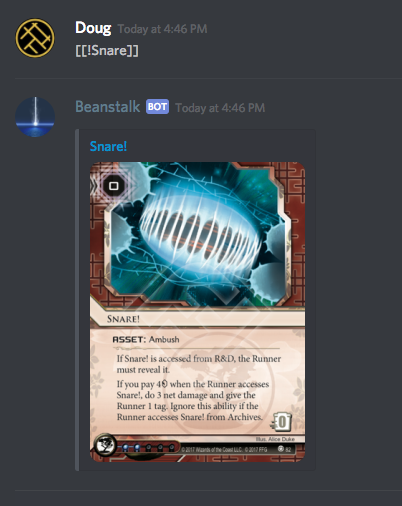 Doug Today at 4:46 PM
[[!Snare]]
Beanstalk BOT Today at 4:46 PM
Snare!
SNARE!
ASSET: Ambush
If Snare! is accessed from R&D, the Runner
must reveal it.
If you pay 4 when the Runner accesses
Snare!, do 3 net damage and give the
Runner 1 tag. Ignore this ability if the
Runner accesses Snare! from Archives.
0
Illus. Alice Duke
© 2017 Wizards of the Coast LLC. © 2017 FFG 82